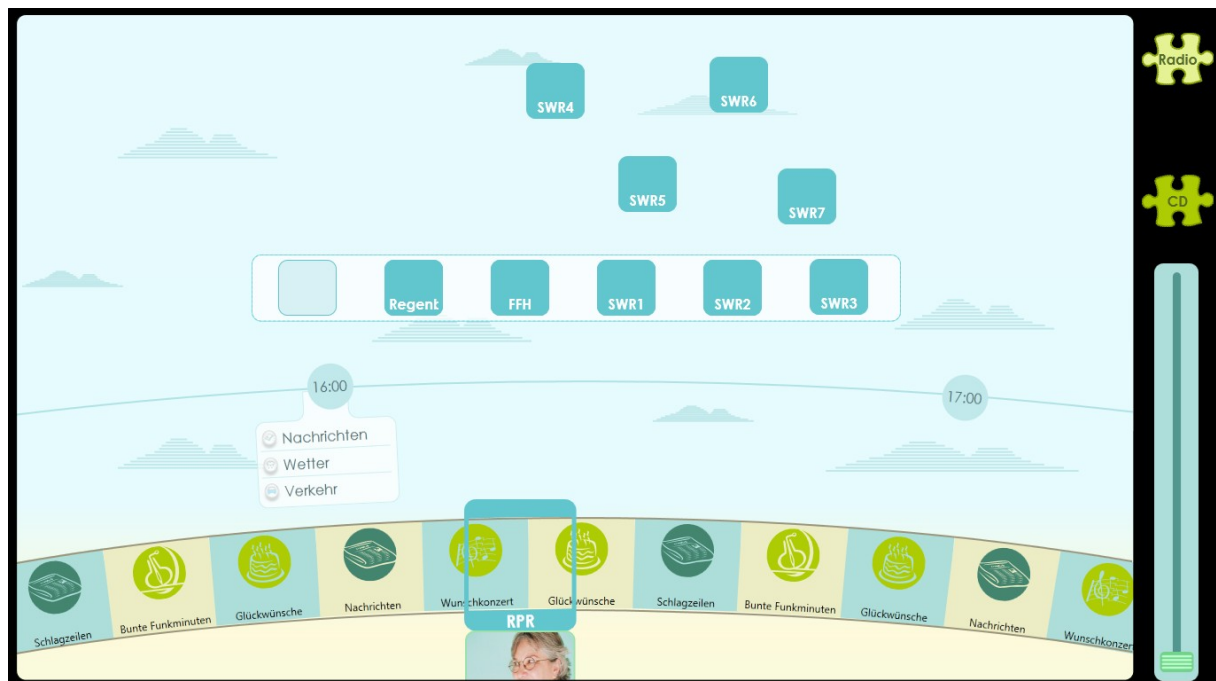 SWR4
SWR6
SWR5
SWR7
Regent
FFH
SWR1
SWR2
SWR3
16:00
17:00
Nachrichten
Wetter
Verkehr
Schlagzeilen
Bunte Funkminuten
Glückwünsche
Nachrichten
Wunschkonzert
Glückwünsche
Schlagzeilen
Bunte Funkminuten
Glückwünsche
Nachrichten
Wunschkonzer
RPR
Radio
CD